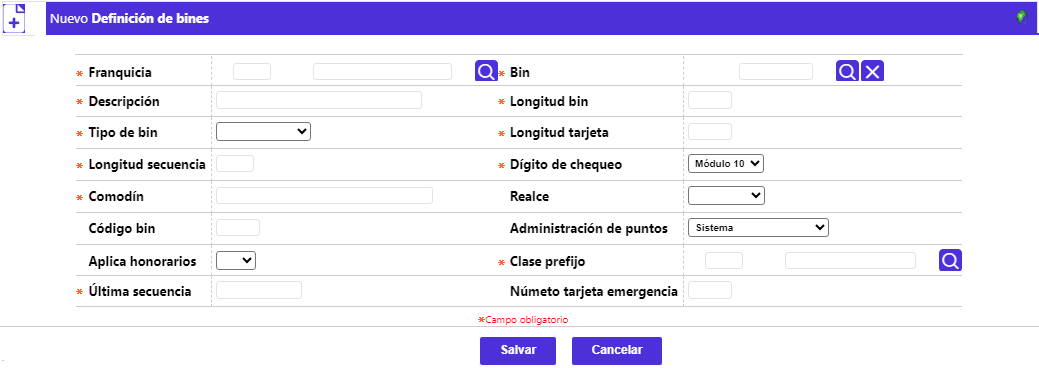 Nuevo Definición de bines
* Franquicia * Bin
* Descripción * Longitud bin
* Tipo de bin * Longitud tarjeta
* Longitud secuencia * Dígito de chequeo Módulo 10
* Comodín Realce
Código bin Administración de puntos Sistema
Aplica honorarios * Clase prefijo
* Última secuencia Númeto tarjeta emergencia
*Campo obligatorio
Salvar Cancelar